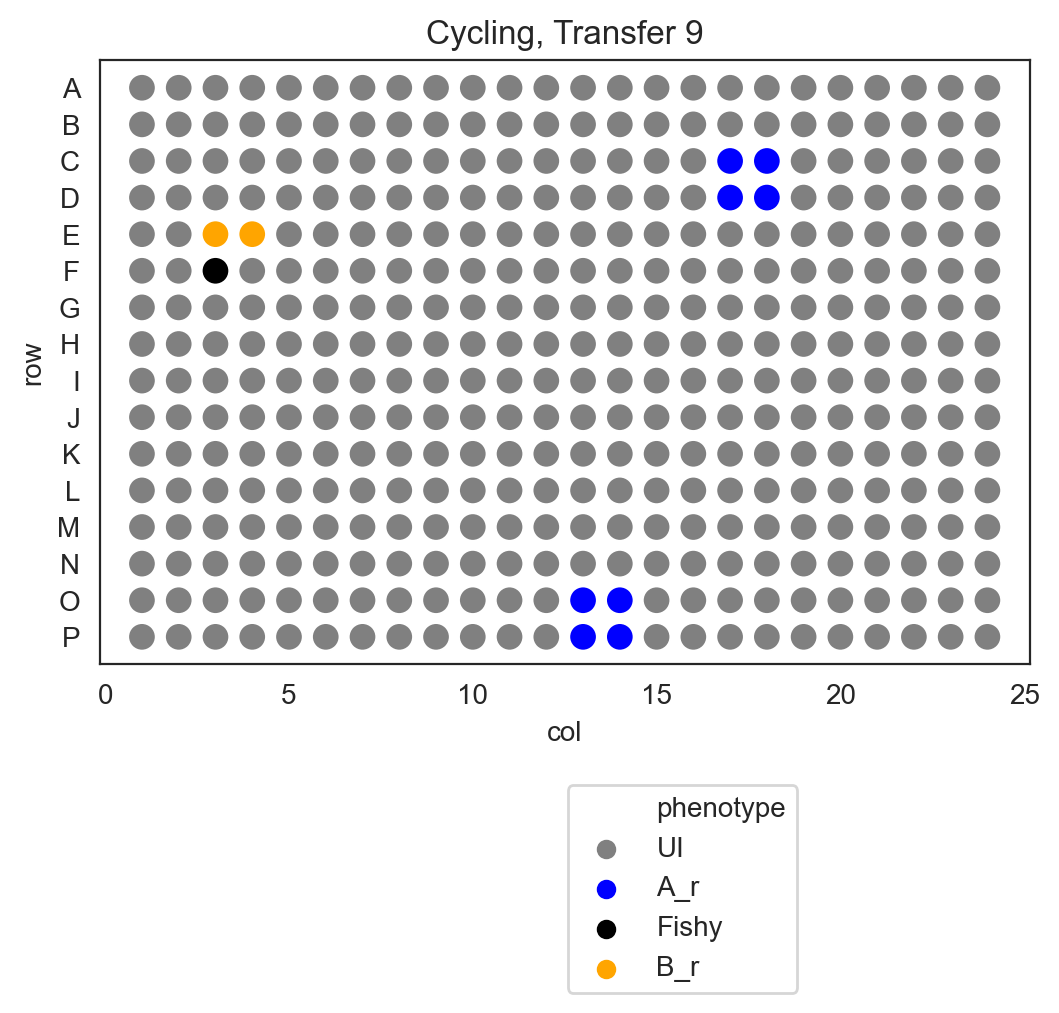 Cycling, Transfer 9
A
B
C
D
E
F
G
H
I
J
K
L
M
N
O
P
row
0 5 10 15 20 25
col
phenotype
UI
A_r
Fishy
B_r